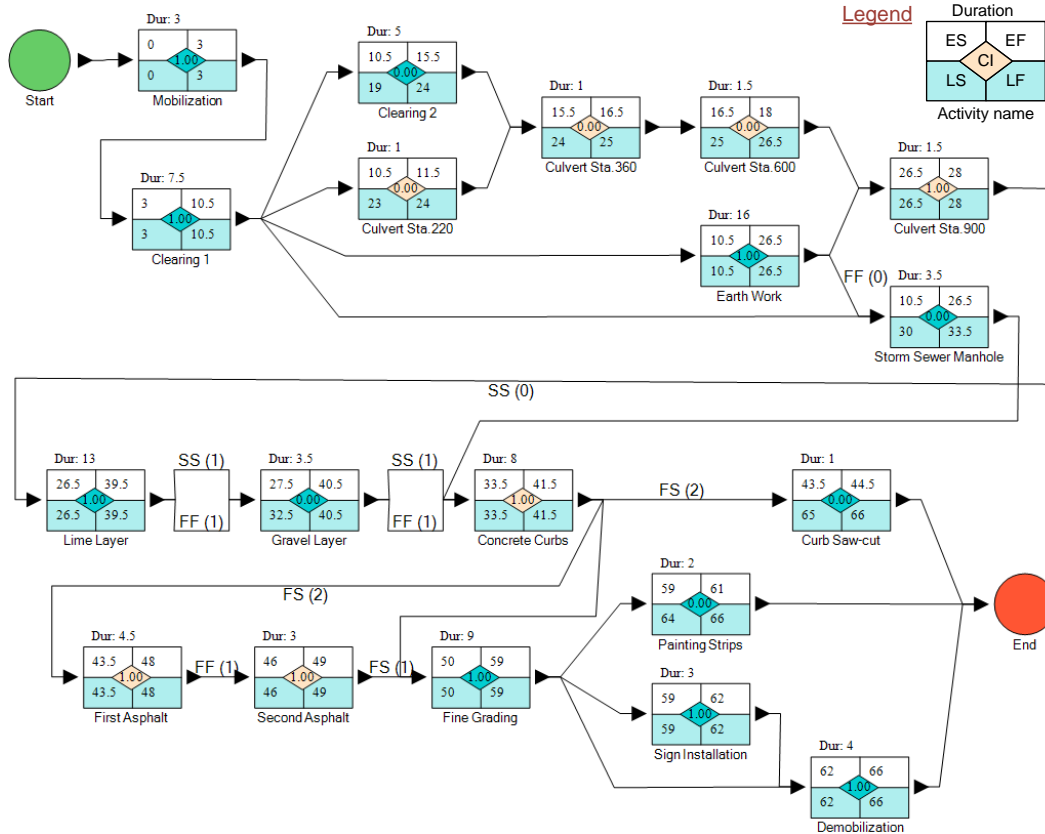 Legend
Duration
ES EF
CI
LS LF
Activity name
Start
Dur: 3
0 3
1.00
0 3
Mobilization
Dur: 5
10.5 15.5
0.00
19 24
Clearing 2
Dur: 1
15.5 16.5
0.00
24 25
Culvert Sta.360
Dur: 1.5
16.5 18
0.00
25 26.5
Culvert Sta.600
Dur: 1
10.5 11.5
0.00
23 24
Culvert Sta.220
Dur: 1.5
26.5 28
1.00
26.5 28
Culvert Sta.900
Dur: 7.5
3 10.5
1.00
3 10.5
Clearing 1
Dur: 16
10.5 26.5
1.00
10.5 26.5
Earth Work
FF (0)
Dur: 3.5
10.5 26.5
0.00
30 33.5
Storm Sewer Manhole
SS (0)
Dur: 13
26.5 39.5
1.00
26.5 39.5
Lime Layer
SS (1)
FF (1)
Dur: 3.5
27.5 40.5
0.00
32.5 40.5
Gravel Layer
SS (1)
FF (1)
Dur: 8
33.5 41.5
1.00
33.5 41.5
Concrete Curbs
FS (2)
Dur: 1
43.5 44.5
0.00
65 66
Curb Saw-cut
FS (2)
Dur: 4.5
43.5 48
1.00
43.5 48
First Asphalt
FF (1)
Dur: 3
46 49
1.00
46 49
Second Asphalt
FS (1)
Dur: 9
50 59
1.00
50 59
Fine Grading
Dur: 2
59 61
0.00
64 66
Painting Strips
Dur: 3
59 62
1.00
59 62
Sign Installation
Dur: 4
62 66
1.00
62 66
Demobilization
End